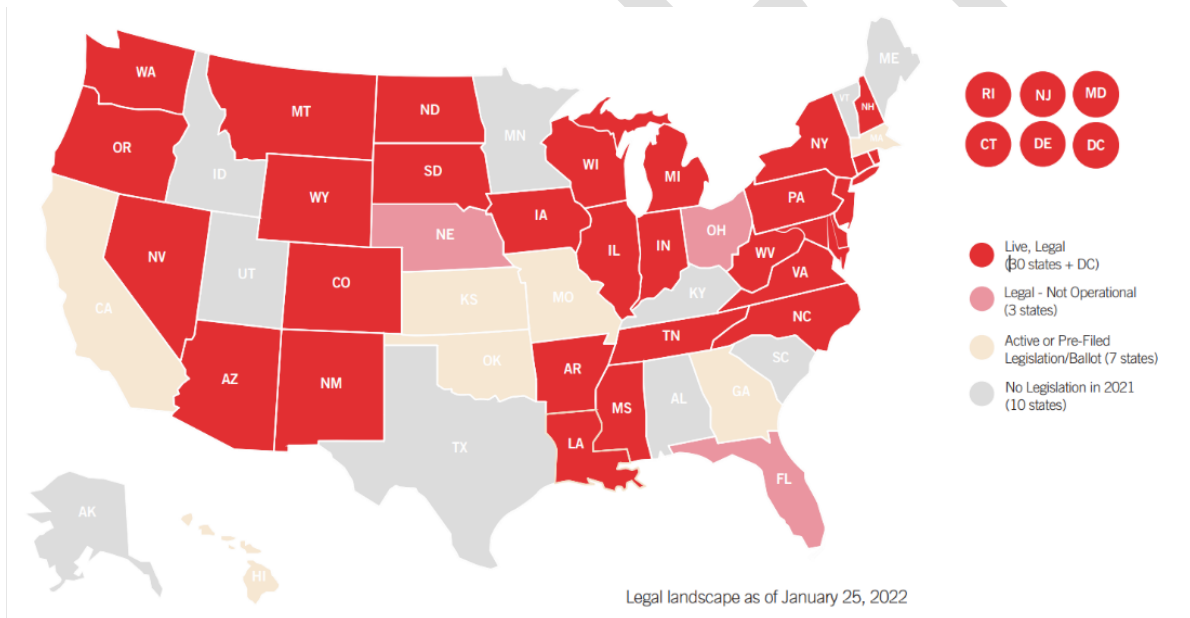 ME
WA
VT
NH
MT
ND
MN
RI
NJ
MD
OR
MA
NY
CT
DE
DC
ID
WI
SD
MI
WY
IA
PA
NE
OH
NV
IL
IN
WV
UT
CO
VA
CA
KS
MO
KY
NC
TN
OK
AZ
NM
AR
SC
MS
AL
GA
TX
LA
FL
AK
HI
Live, Legal
(30 states + DC)
Legal - Not Operational
(3 states)
Active or Pre-Filed
Legislation/Ballot (7 states)
No Legislation in 2021
(10 states)
Legal landscape as of January 25, 2022